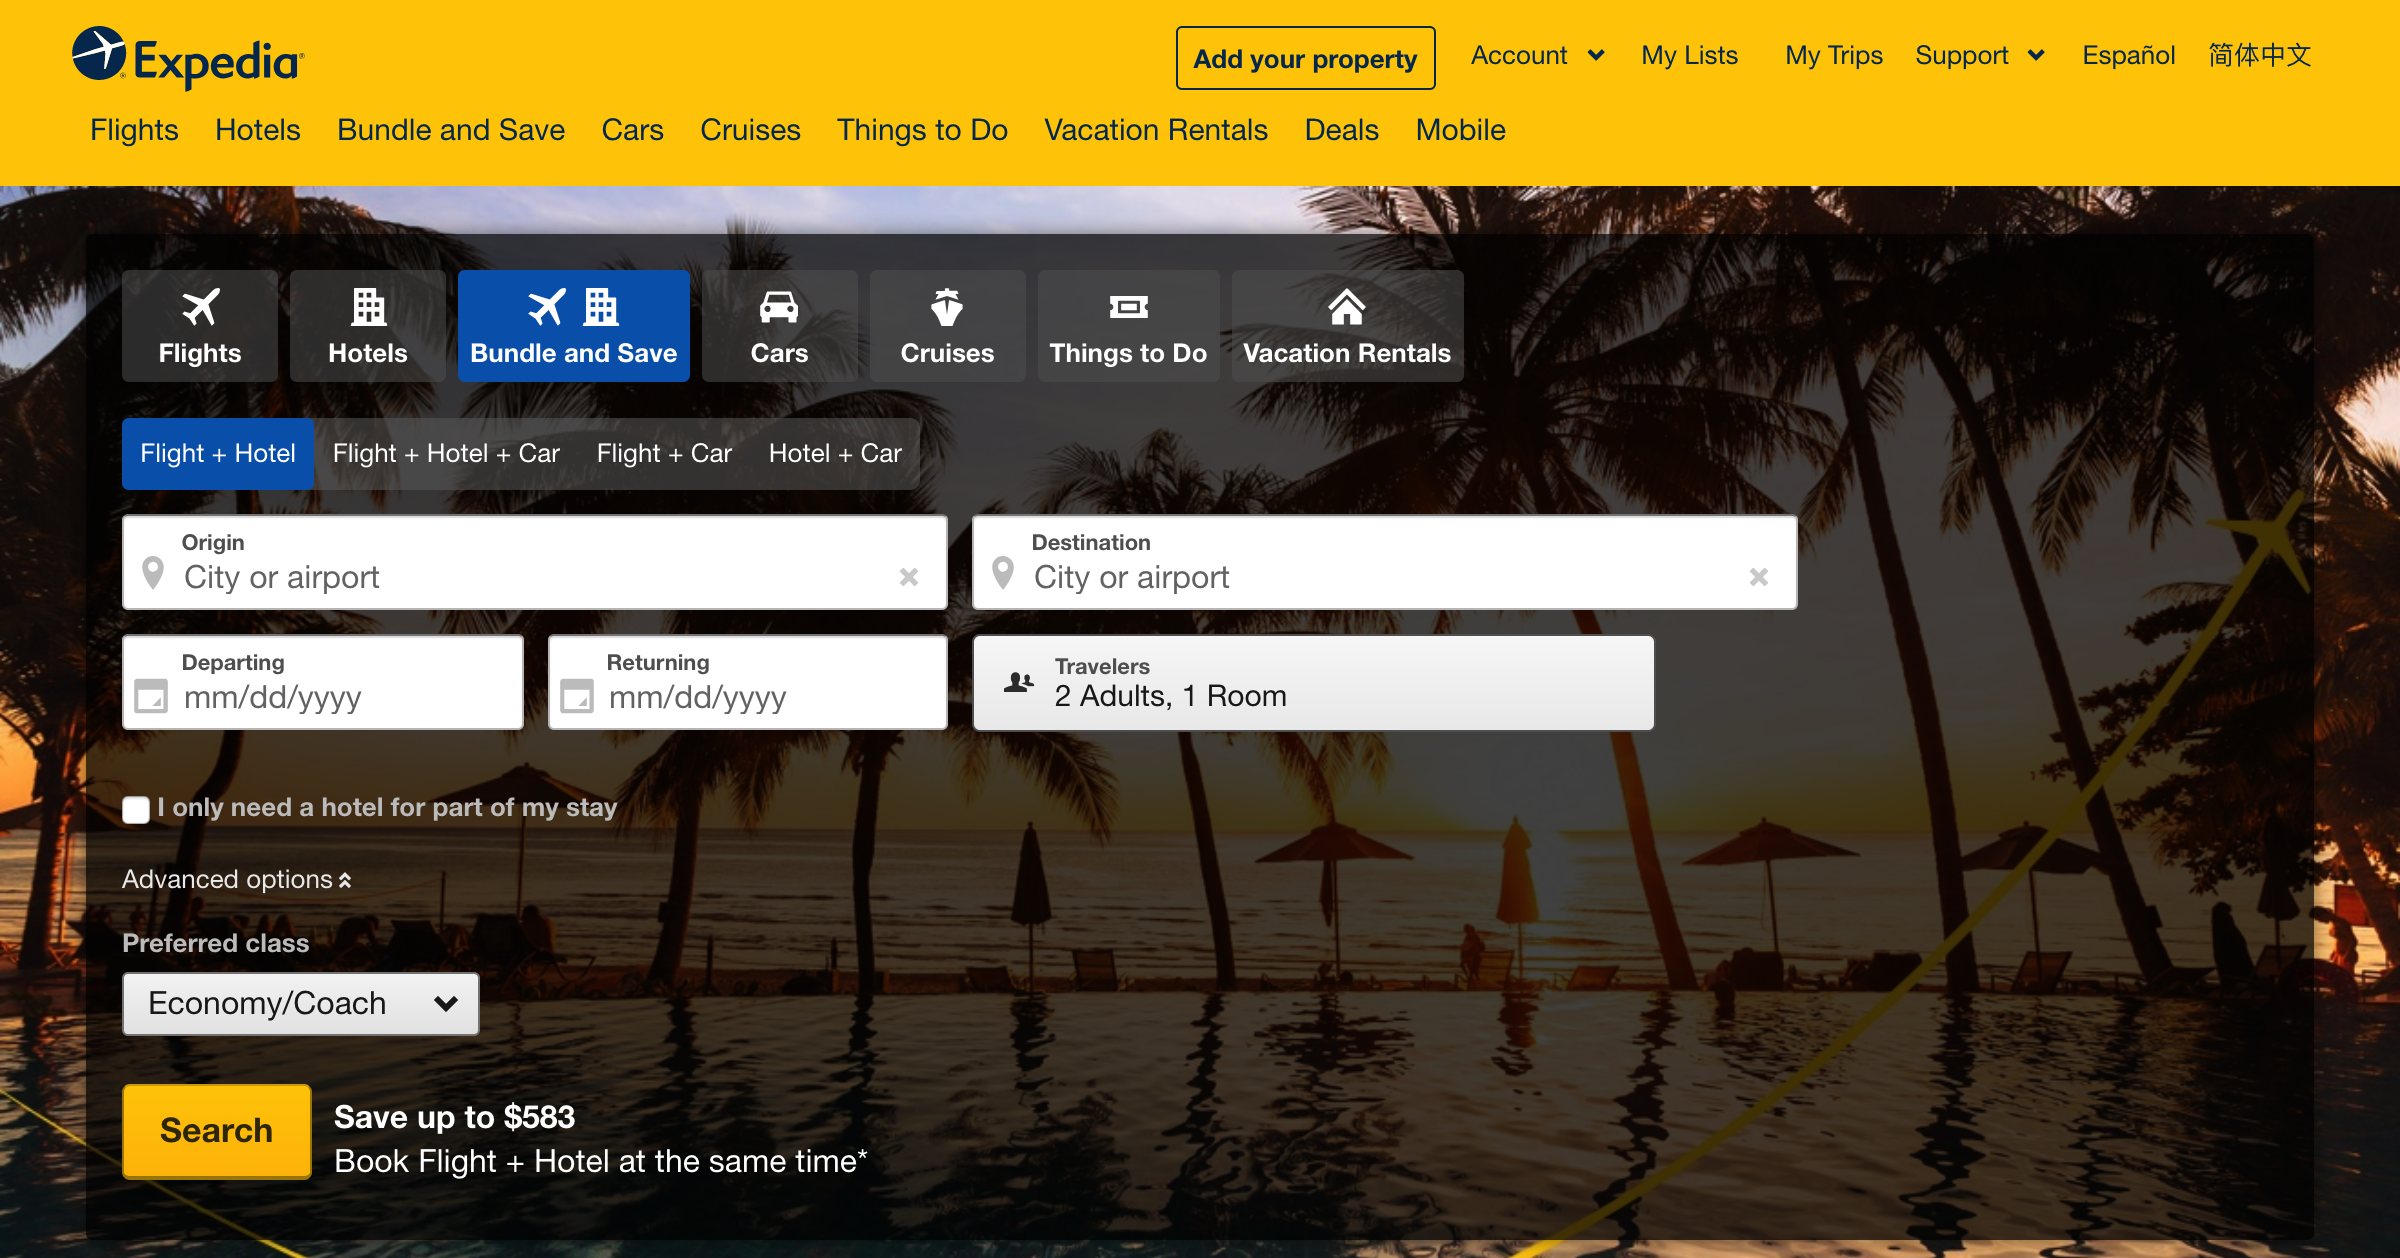 Expedia
Add your property
Account
My Lists
My Trips
Support
Español
简体中文
Flights
Hotels
Bundle and Save
Cars
Cruises
Things to Do
Vacation Rentals
Deals
Mobile
Flights
Hotels
Bundle and Save
Cars
Cruises
Things to Do
Vacation Rentals
Flight + Hotel
Flight + Hotel + Car
Flight + Car
Hotel + Car
Origin
City or airport
Destination
City or airport
Departing
mm/dd/yyyy
Returning
mm/dd/yyyy
Travelers
2 Adults, 1 Room
I only need a hotel for part of my stay
Advanced options
Preferred class
Economy/Coach
Search
Save up to $583
Book Flight + Hotel at the same time*